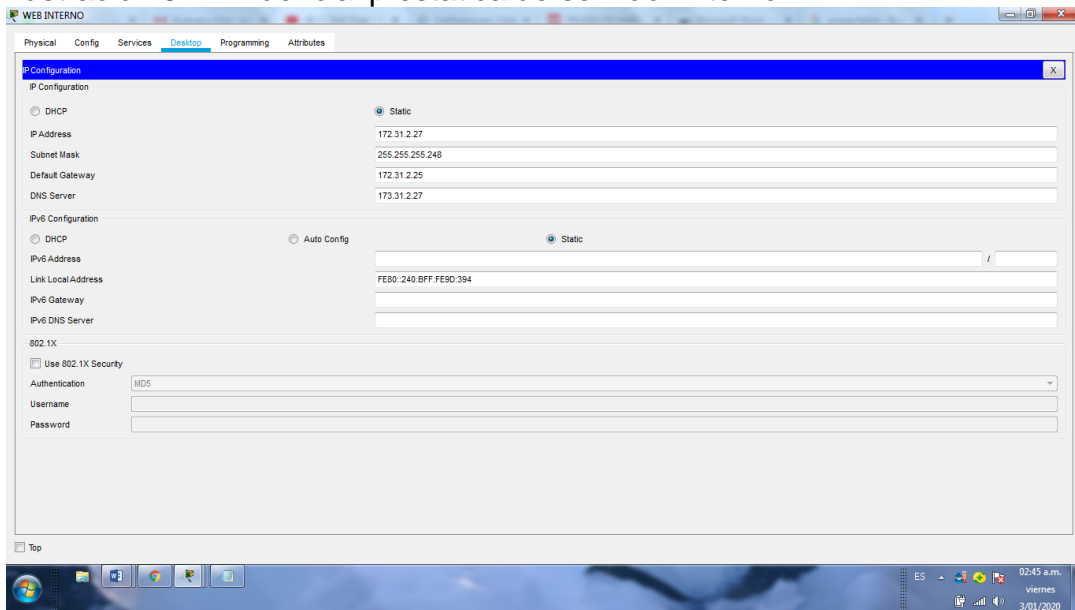 WEB INTERNO
Physical Config Services Desktop Programming Attributes
IP Configuration
X
IP Configuration
DHCP
Static
IP Address
172.31.2.27
Subnet Mask
255.255.255.248
Default Gateway
172.31.2.25
DNS Server
173.31.2.27
IPv6 Configuration
DHCP
Auto Config
Static
IPv6 Address
/
Link Local Address
FE80::240:BFF:FE9D:394
IPv6 Gateway
IPv6 DNS Server
802.1X
Use 802.1X Security
Authentication
MD5
Username
Password
Top
ES
02:45 a.m.
viernes
3/01/2020